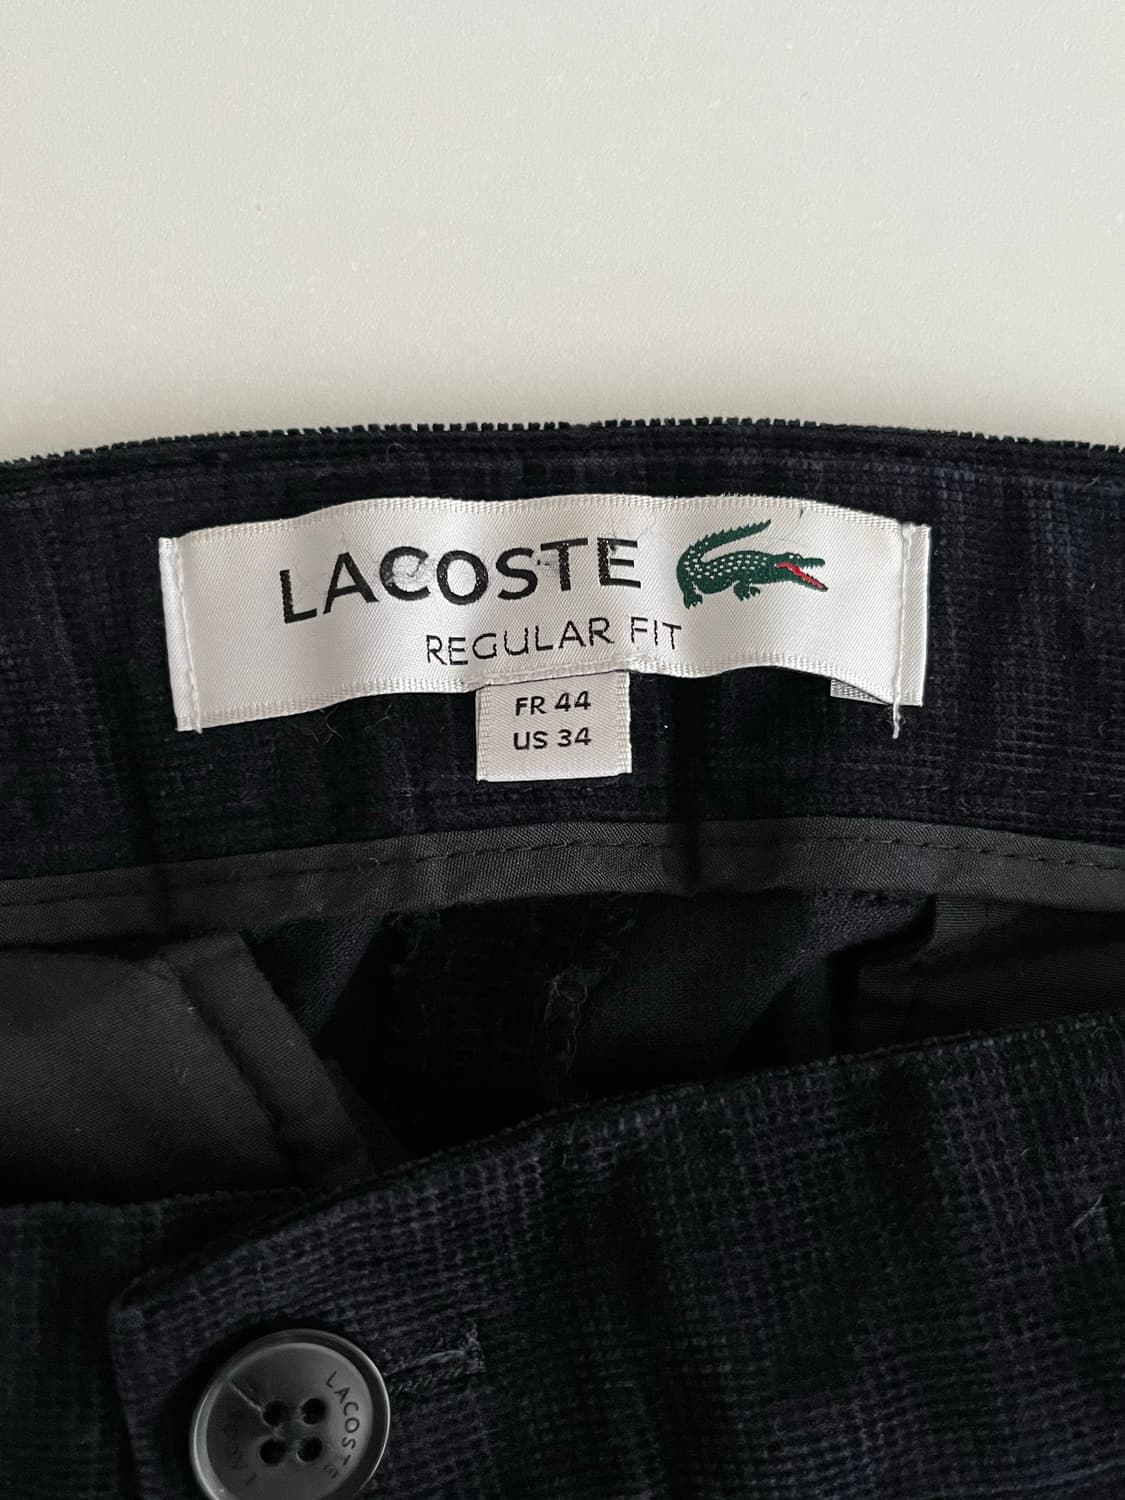 LACOSTE
REGULAR FIT
FR 44
US 34
LACOSTE